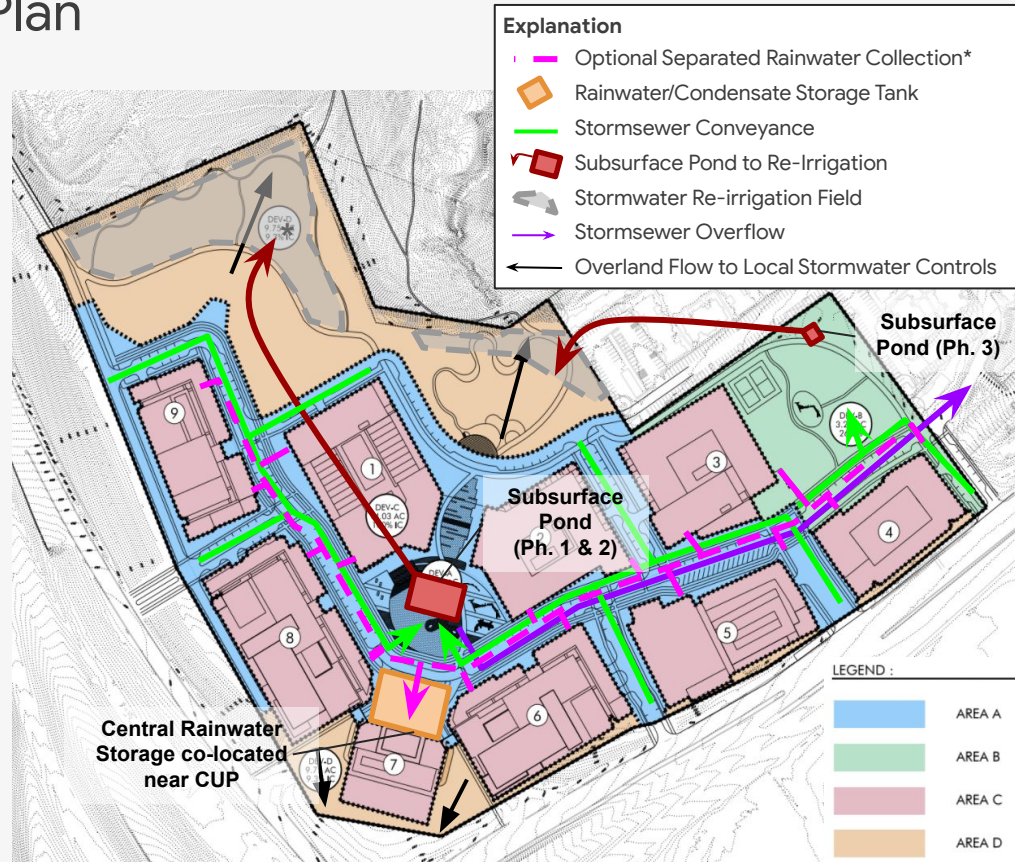 Plan
Explanation
Optional Separated Rainwater Collection*
Rainwater/Condensate Storage Tank
Stormsewer Conveyance
Subsurface Pond to Re-Irrigation
Stormwater Re-irrigation Field
Stormsewer Overflow
Overland Flow to Local Stormwater Controls
DEV-D
*
Subsurface
Pond (Ph. 3)
9
1
3
4
DEV-C
Subsurface
Pond
(Ph. 1 & 2)
DEV-A
8
5
6
7
Central Rainwater
Storage co-located
near CUP
DEV-D
LEGEND :
AREA A
AREA B
AREA C
AREA D